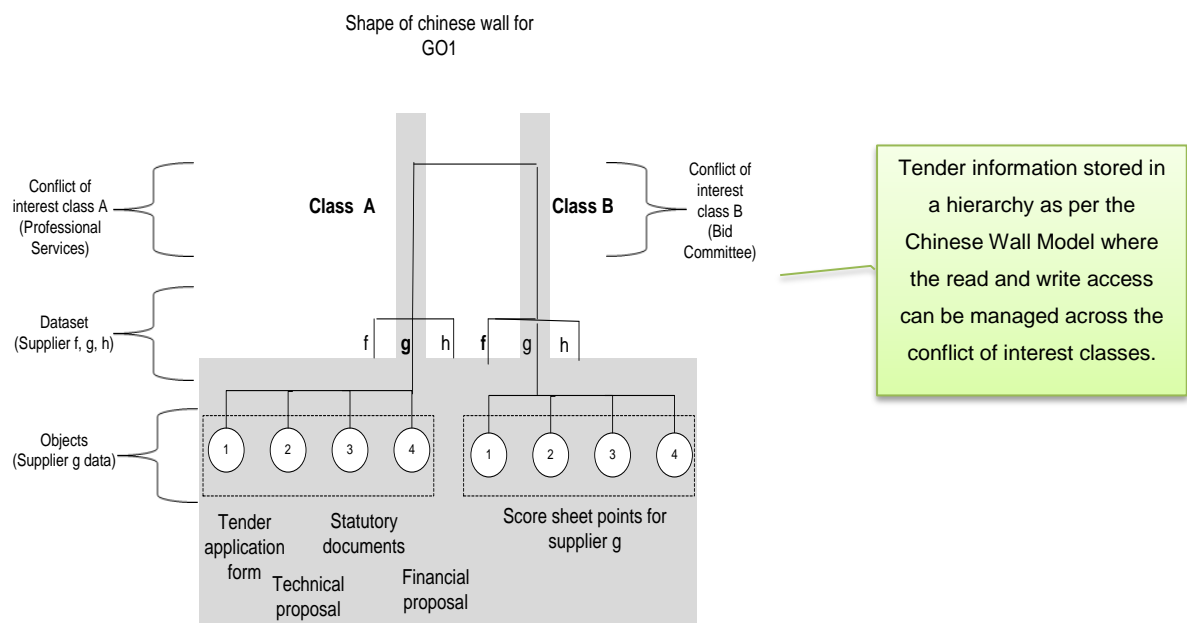 Shape of chinese wall for
GO1
Conflict of
interest class A
(Professional
Services)
Class A
Class B
Conflict of
interest
class B
(Bid
Committee)
Tender information stored in
a hierarchy as per the
Chinese Wall Model where
the read and write access
can be managed across the
conflict of interest classes.
Dataset
(Supplier f, g, h)
f g h f g h
Objects
(Supplier g data)
1 2 3 4 1 2 3 4
Tender
application
form
Statutory
documents
Technical
proposal
Financial
proposal
Score sheet points for
supplier g